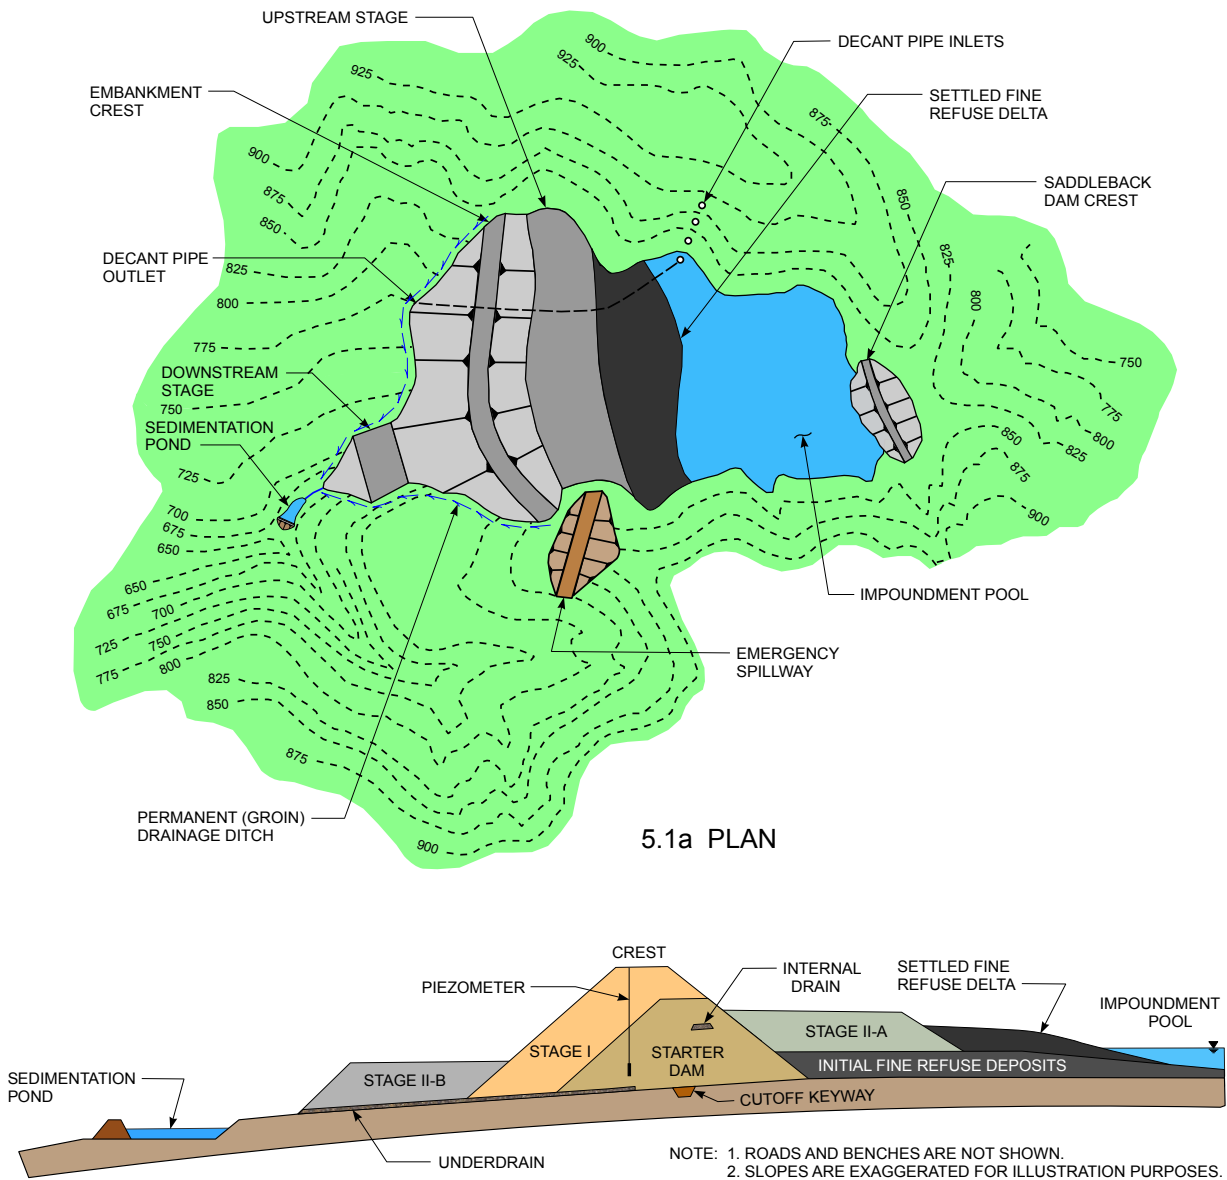 UPSTREAM STAGE
DECANT PIPE INLETS
EMBANKMENT
CREST
SETTLED FINE
REFUSE DELTA
SADDLEBACK
DAM CREST
DECANT PIPE
OUTLET
DOWNSTREAM
STAGE
SEDIMENTATION
POND
IMPOUNDMENT POOL
EMERGENCY
SPILLWAY
PERMANENT (GROIN)
DRAINAGE DITCH
900
925
925
900
875
850
825
800
775
750
725
700
675
650
650
675
700
725
750
775
800
825
850
875
900
875
850
825
800
750
775
800
825
850
875
900
5.1a PLAN
CREST
PIEZOMETER
INTERNAL
DRAIN
SETTLED FINE
REFUSE DELTA
IMPOUNDMENT
POOL
STAGE I
STARTER
DAM
STAGE II-A
STAGE II-B
INITIAL FINE REFUSE DEPOSITS
SEDIMENTATION
POND
CUTOFF KEYWAY
UNDERDRAIN
NOTE: 1. ROADS AND BENCHES ARE NOT SHOWN.
2. SLOPES ARE EXAGGERATED FOR ILLUSTRATION PURPOSES.